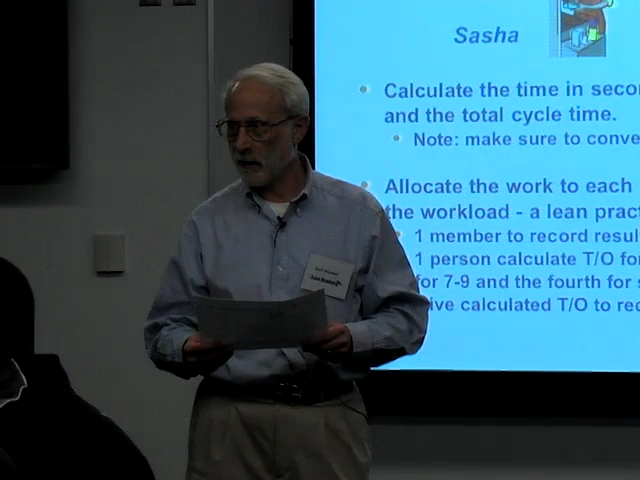 Sasha
Calculate the time in seco
and the total cycle time.
Note: make sure to conve
Allocate the work to each
the workload - a lean pract
1 member to record resul
1 person calculate T/O for
for 7-9 and the fourth for s
ive calculated T/O to rec